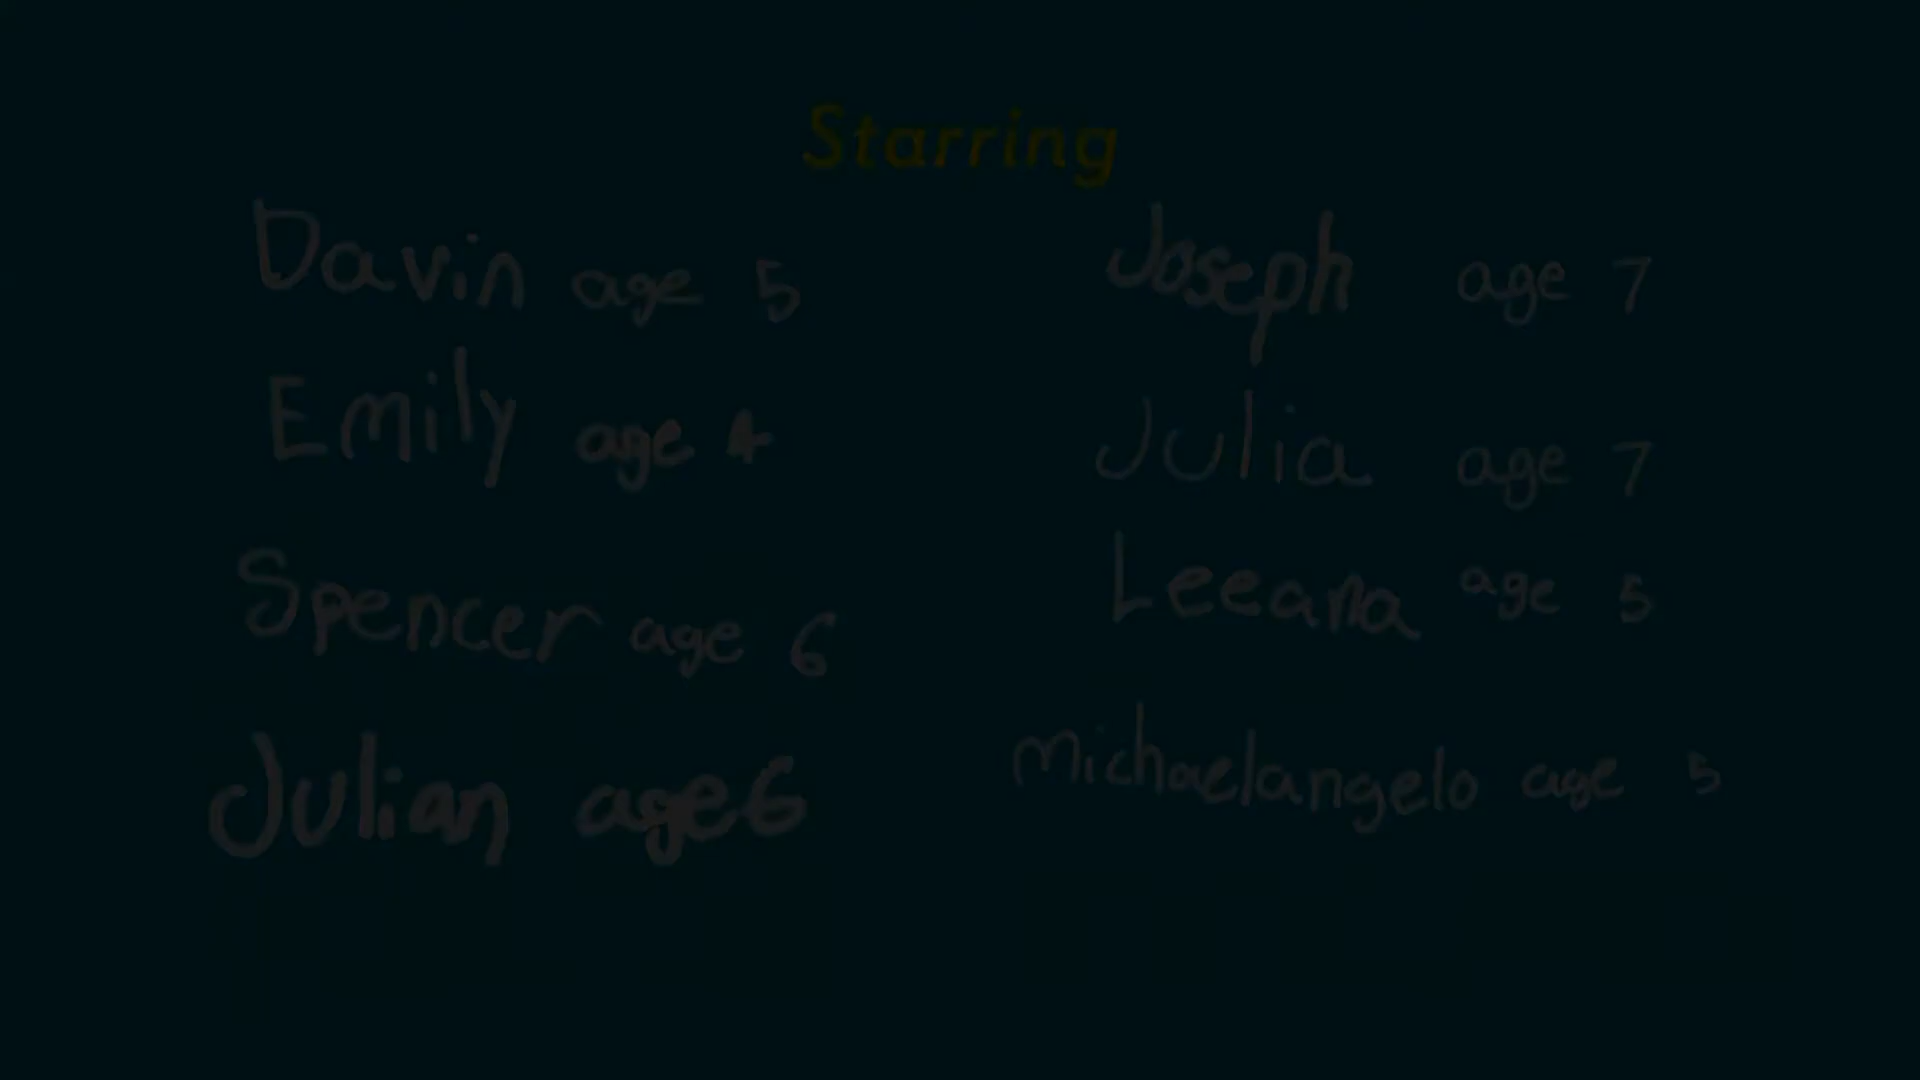 Starring
Davin age 5
Emily age 4
Spencer age 6
Julian age 6
Joseph age 7
Julia age 7
Leeana age 5
Michaelangelo age 5